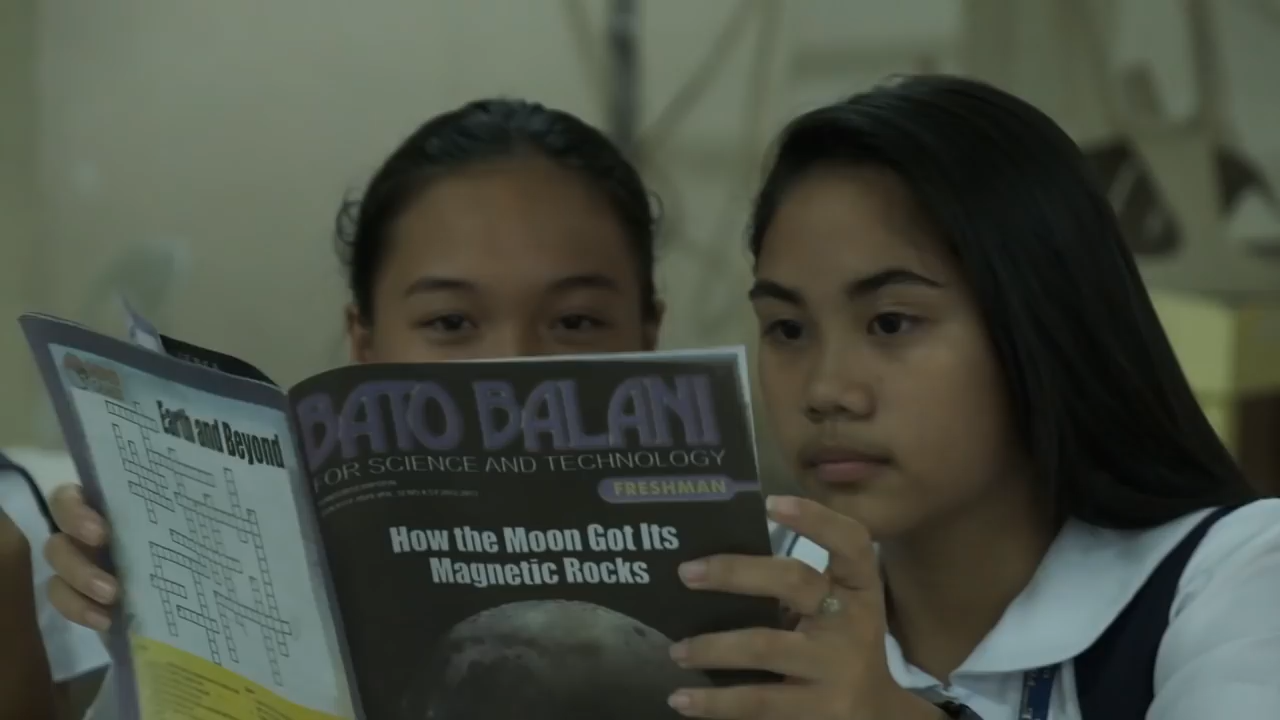 Earth and Beyond
BATO BALANI
FOR SCIENCE AND TECHNOLOGY
FRESHMAN
How the Moon Got Its
Magnetic Rocks